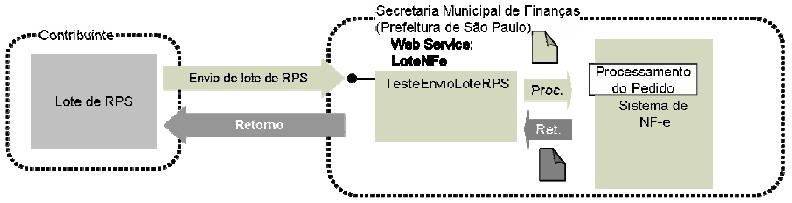 Contribuinte
Lote de RPS
Envio de lote de RPS
Retorno
Secretaria Municipal de Finanças
(Prefeitura de São Paulo)
Web Service:
LoteNFe
TesteEnvioLoteRPS
Proc.
Ret.
Processamento
do Pedido
Sistema de
NF-e